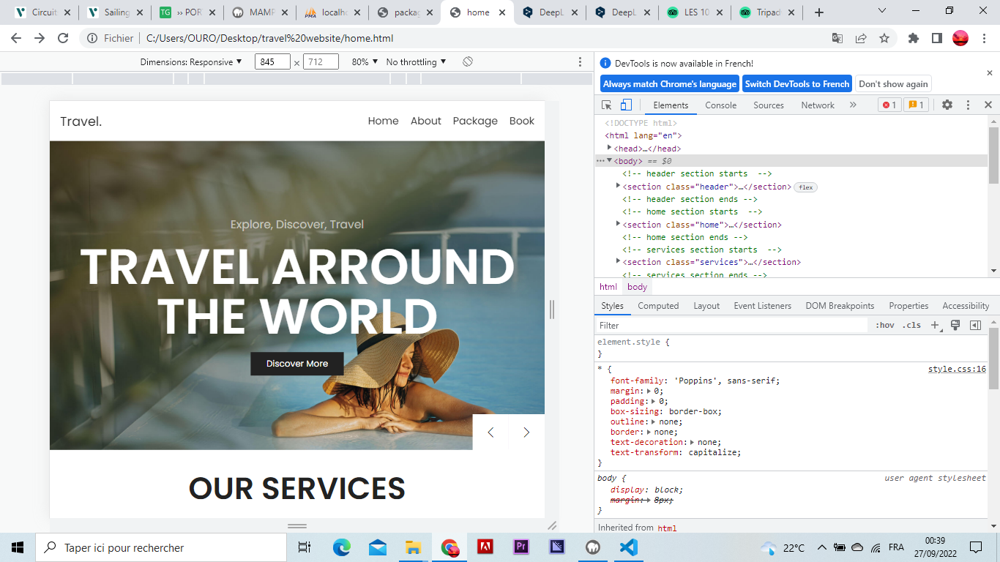 Circuit
Sailing
TG ›› POR
MAMP
localho
packag
home
DeepL
DeepL
LES 10
Tripad
Fichier C:/Users/OURO/Desktop/travel%20website/home.html
Dimensions: Responsive ▼ 845 × 712 80% ▼ No throttling ▼
DevTools is now available in French!
Always match Chrome's language Switch DevTools to French Don't show again
Elements Console Sources Network » 1 1
Travel. Home About Package Book
Explore, Discover, Travel
TRAVEL ARROUND
THE WORLD
Discover More
OUR SERVICES
<!DOCTYPE html>
<html lang="en">
<head>…</head>
<body> == $0
<!-- header section starts  -->
<section class="header">…</section> flex
<!-- header section ends -->
<!-- home section starts  -->
<section class="home">…</section>
<!-- home section ends -->
<!-- services section starts  -->
<section class="services">…</section>
<!-- services section ends -->
html body
Styles Computed Layout Event Listeners DOM Breakpoints Properties Accessibility
Filter :hov .cls
element.style {
}
* { style.css:16
font-family: 'Poppins', sans-serif;
margin: 0;
padding: 0;
box-sizing: border-box;
outline: none;
border: none;
text-decoration: none;
text-transform: capitalize;
}
body { user agent stylesheet
display: block;
margin: 8px;
}
Inherited from html
Taper ici pour rechercher
Pr
22°C
FRA
00:39
27/09/2022